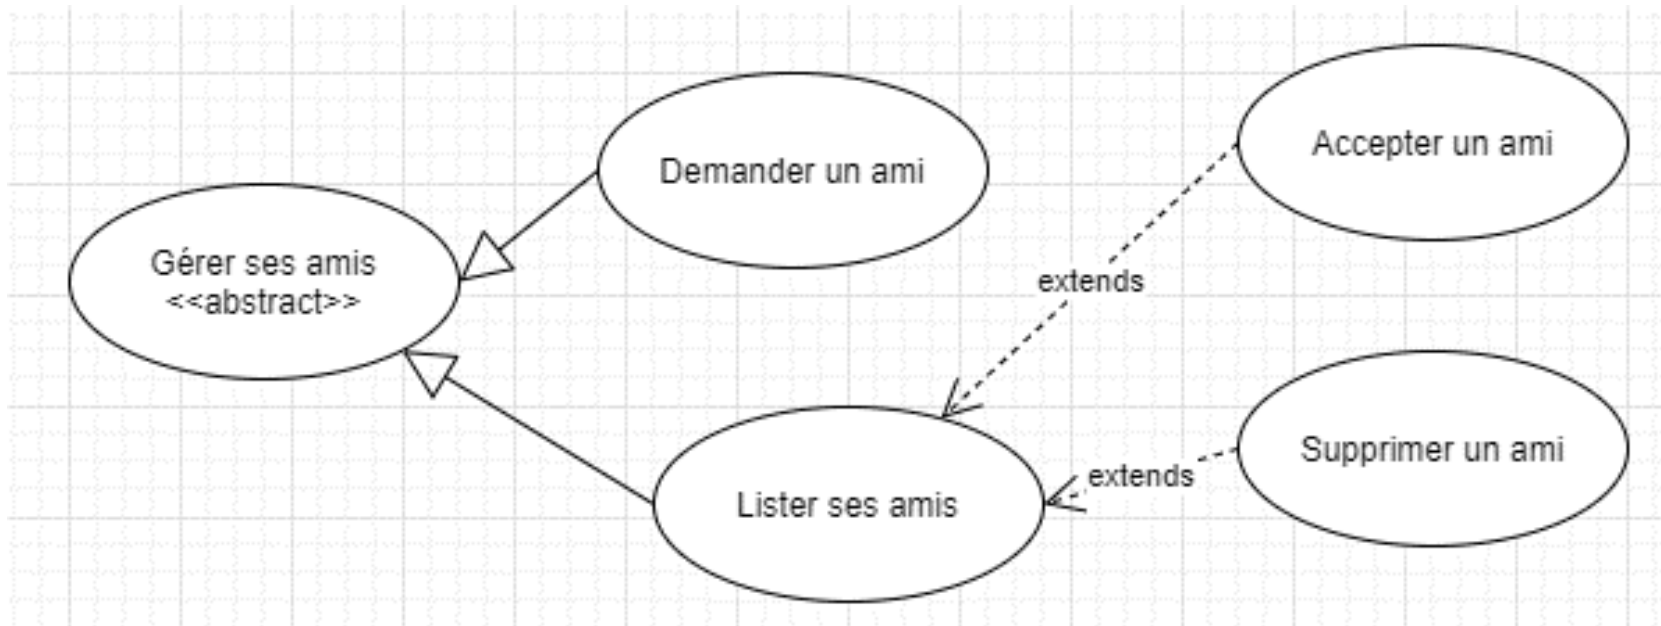 Gérer ses amis
<<abstract>>
Demander un ami
Lister ses amis
extends
extends
Accepter un ami
Supprimer un ami